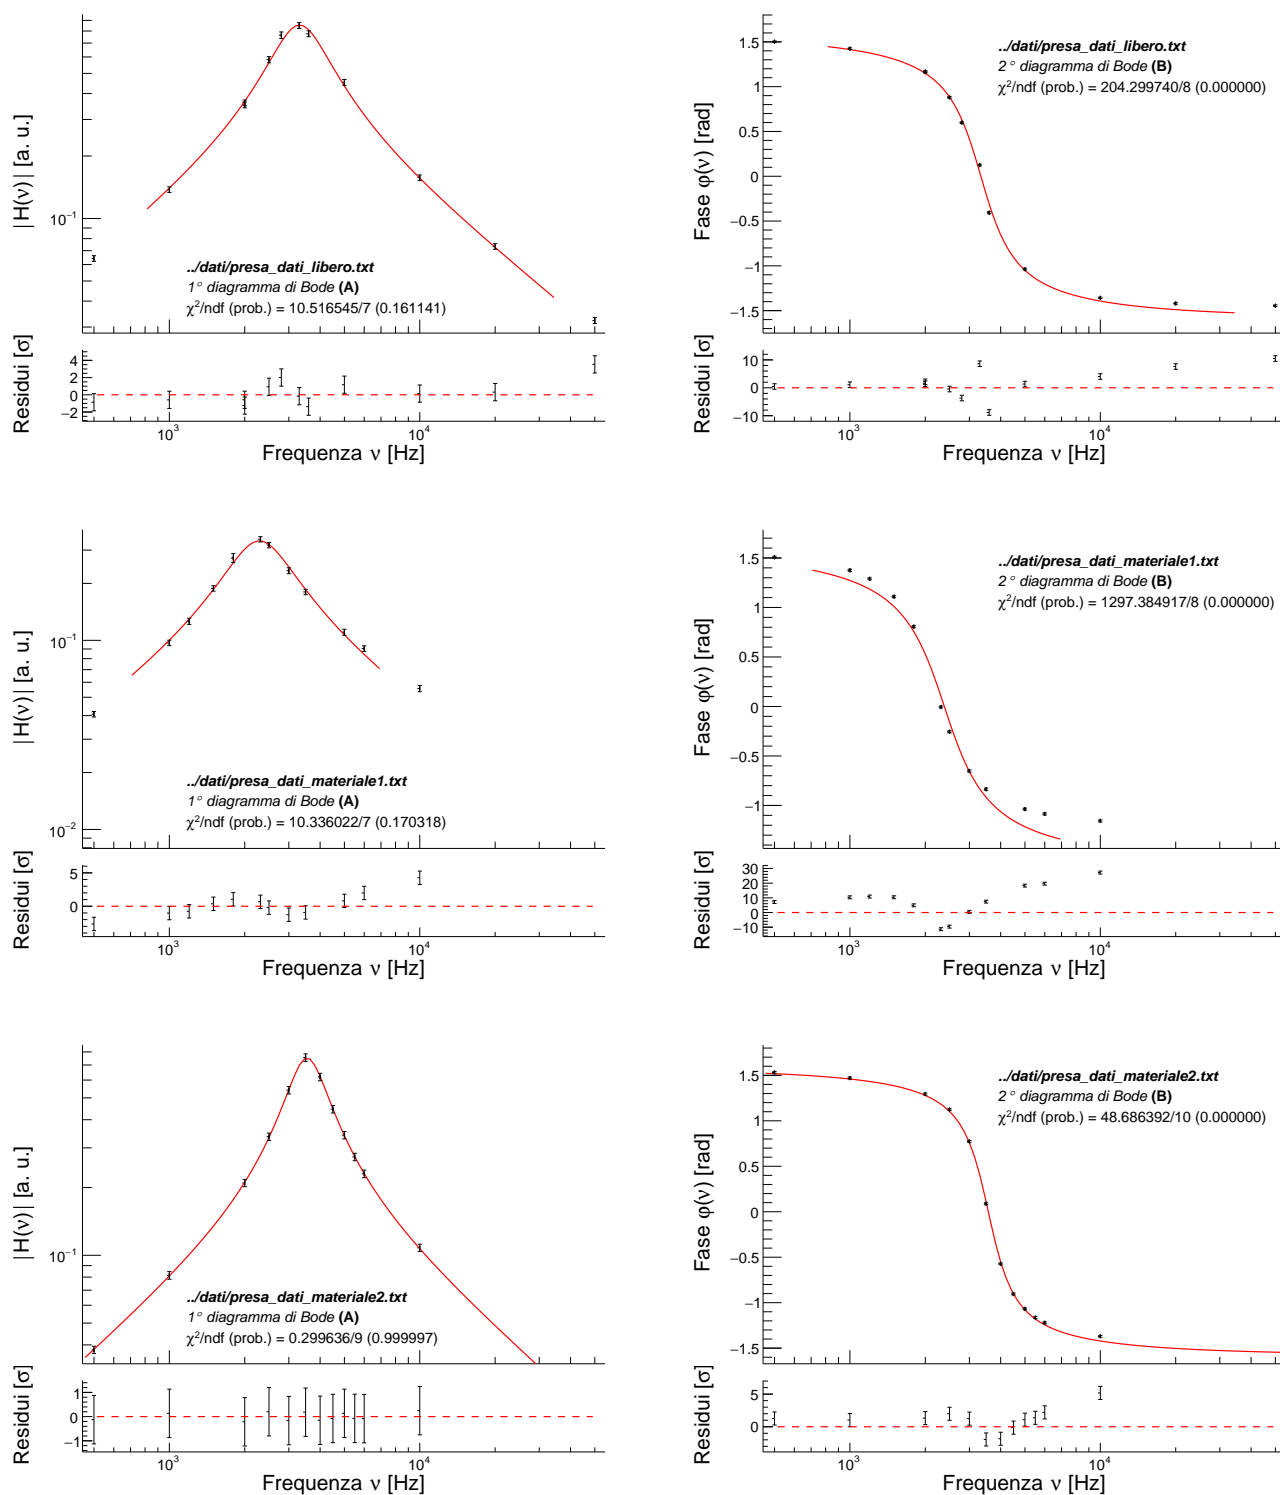 |H(ν)| [a. u.]
10⁻¹
../dati/presa_dati_libero.txt
1° diagramma di Bode (A)
χ²/ndf (prob.) = 10.516545/7 (0.161141)
Residui [σ]
4
2
0
−2
10³ 10⁴
Frequenza ν [Hz]
Fase φ(ν) [rad]
1.5
1
0.5
0
−0.5
−1
−1.5
../dati/presa_dati_libero.txt
2° diagramma di Bode (B)
χ²/ndf (prob.) = 204.299740/8 (0.000000)
Residui [σ]
10
0
−10
10³ 10⁴
Frequenza ν [Hz]
|H(ν)| [a. u.]
10⁻¹
10⁻²
../dati/presa_dati_materiale1.txt
1° diagramma di Bode (A)
χ²/ndf (prob.) = 10.336022/7 (0.170318)
Residui [σ]
5
0
10³ 10⁴
Frequenza ν [Hz]
Fase φ(ν) [rad]
1.5
1
0.5
0
−0.5
−1
../dati/presa_dati_materiale1.txt
2° diagramma di Bode (B)
χ²/ndf (prob.) = 1297.384917/8 (0.000000)
Residui [σ]
30
20
10
0
−10
10³ 10⁴
Frequenza ν [Hz]
|H(ν)| [a. u.]
10⁻¹
../dati/presa_dati_materiale2.txt
1° diagramma di Bode (A)
χ²/ndf (prob.) = 0.299636/9 (0.999997)
Residui [σ]
1
0
−1
10³ 10⁴
Frequenza ν [Hz]
Fase φ(ν) [rad]
1.5
1
0.5
0
−0.5
−1
−1.5
../dati/presa_dati_materiale2.txt
2° diagramma di Bode (B)
χ²/ndf (prob.) = 48.686392/10 (0.000000)
Residui [σ]
5
0
10³ 10⁴
Frequenza ν [Hz]